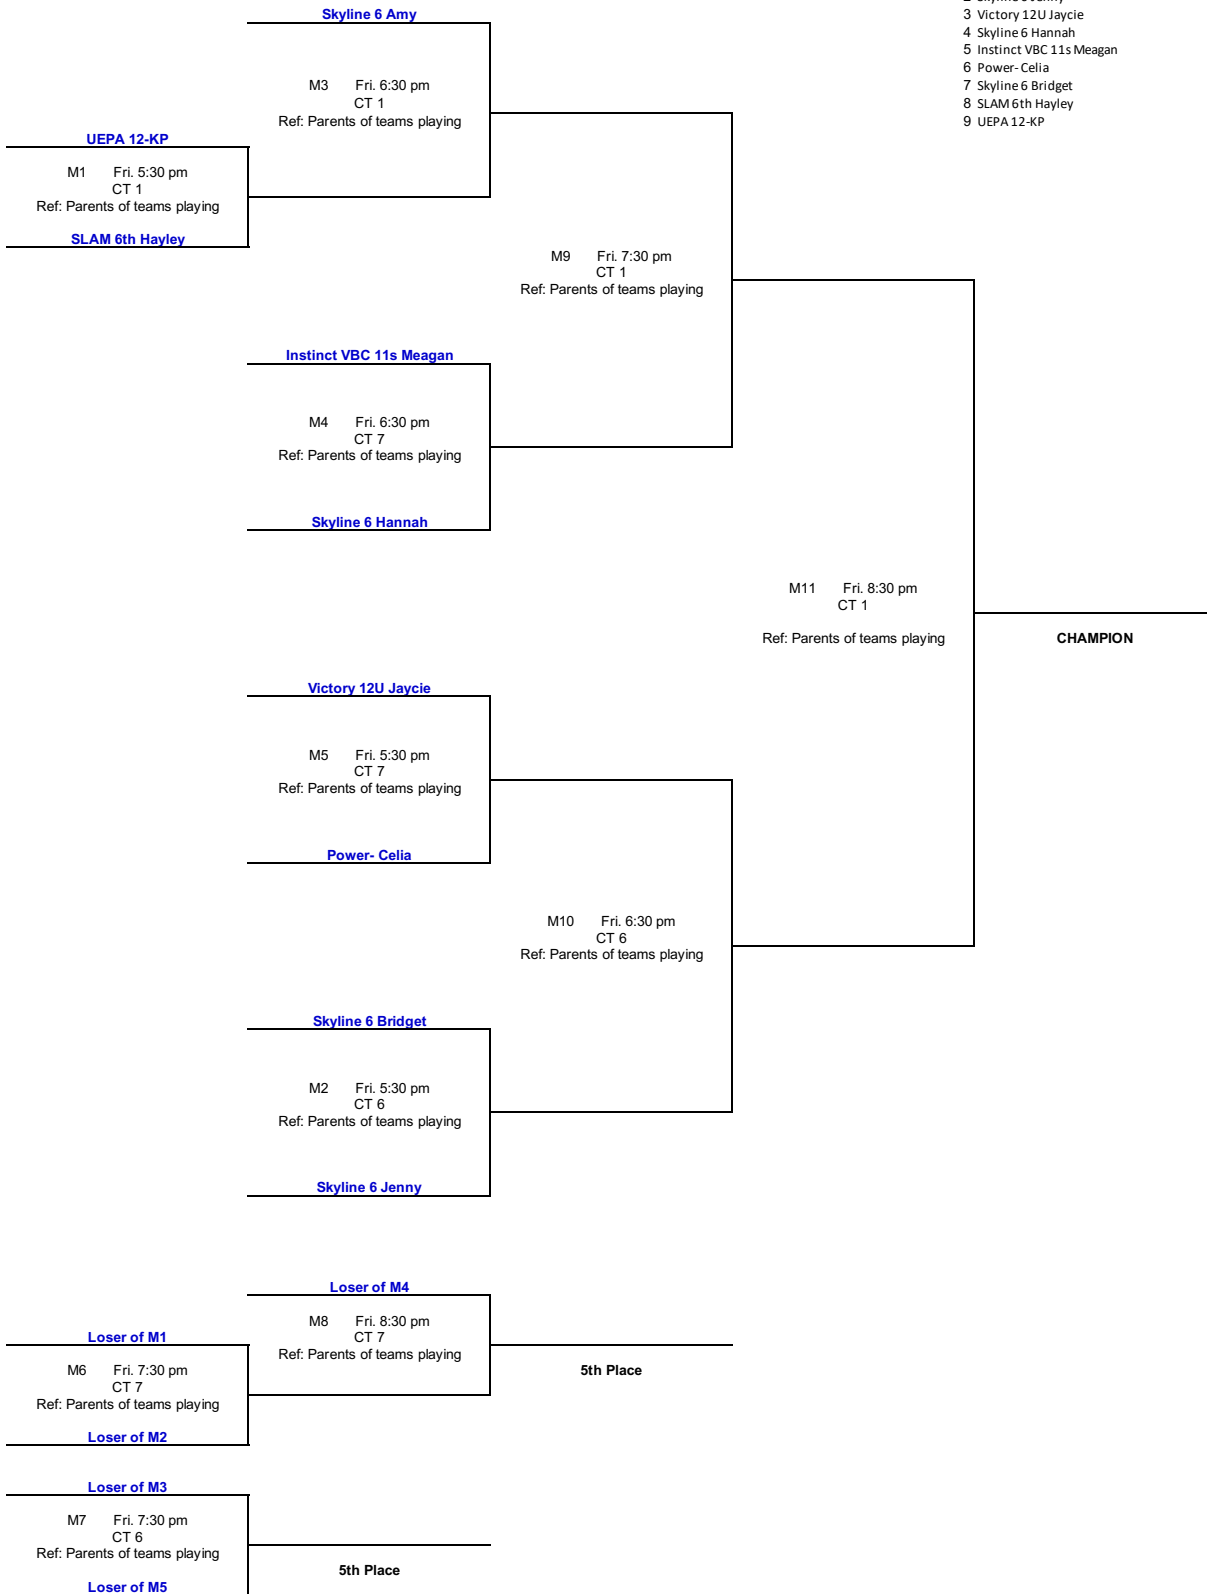 Skyline 6 Amy
3 Victory 12U Jaycie
4 Skyline 6 Hannah
5 Instinct VBC 11s Meagan
6 Power- Celia
7 Skyline 6 Bridget
8 SLAM 6th Hayley
9 UEPA 12-KP
M3 Fri. 6:30 pm
CT 1
Ref: Parents of teams playing
UEPA 12-KP
M1 Fri. 5:30 pm
CT 1
Ref: Parents of teams playing
SLAM 6th Hayley
M9 Fri. 7:30 pm
CT 1
Ref: Parents of teams playing
Instinct VBC 11s Meagan
M4 Fri. 6:30 pm
CT 7
Ref: Parents of teams playing
Skyline 6 Hannah
M11 Fri. 8:30 pm
CT 1
Ref: Parents of teams playing
CHAMPION
Victory 12U Jaycie
M5 Fri. 5:30 pm
CT 7
Ref: Parents of teams playing
Power- Celia
M10 Fri. 6:30 pm
CT 6
Ref: Parents of teams playing
Skyline 6 Bridget
M2 Fri. 5:30 pm
CT 6
Ref: Parents of teams playing
Skyline 6 Jenny
Loser of M4
M8 Fri. 8:30 pm
CT 7
Ref: Parents of teams playing
Loser of M1
M6 Fri. 7:30 pm
CT 7
Ref: Parents of teams playing
5th Place
Loser of M2
Loser of M3
M7 Fri. 7:30 pm
CT 6
Ref: Parents of teams playing
5th Place
Loser of M5